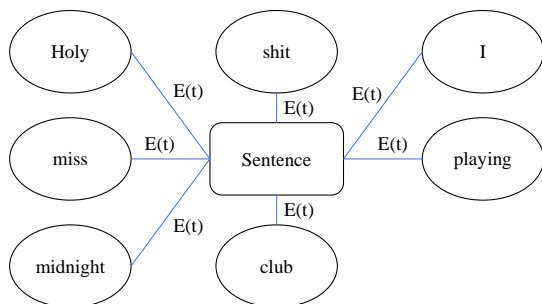 Holy
shit
I
E(t)
E(t)
E(t)
miss
E(t)
Sentence
E(t)
playing
E(t)
E(t)
midnight
club